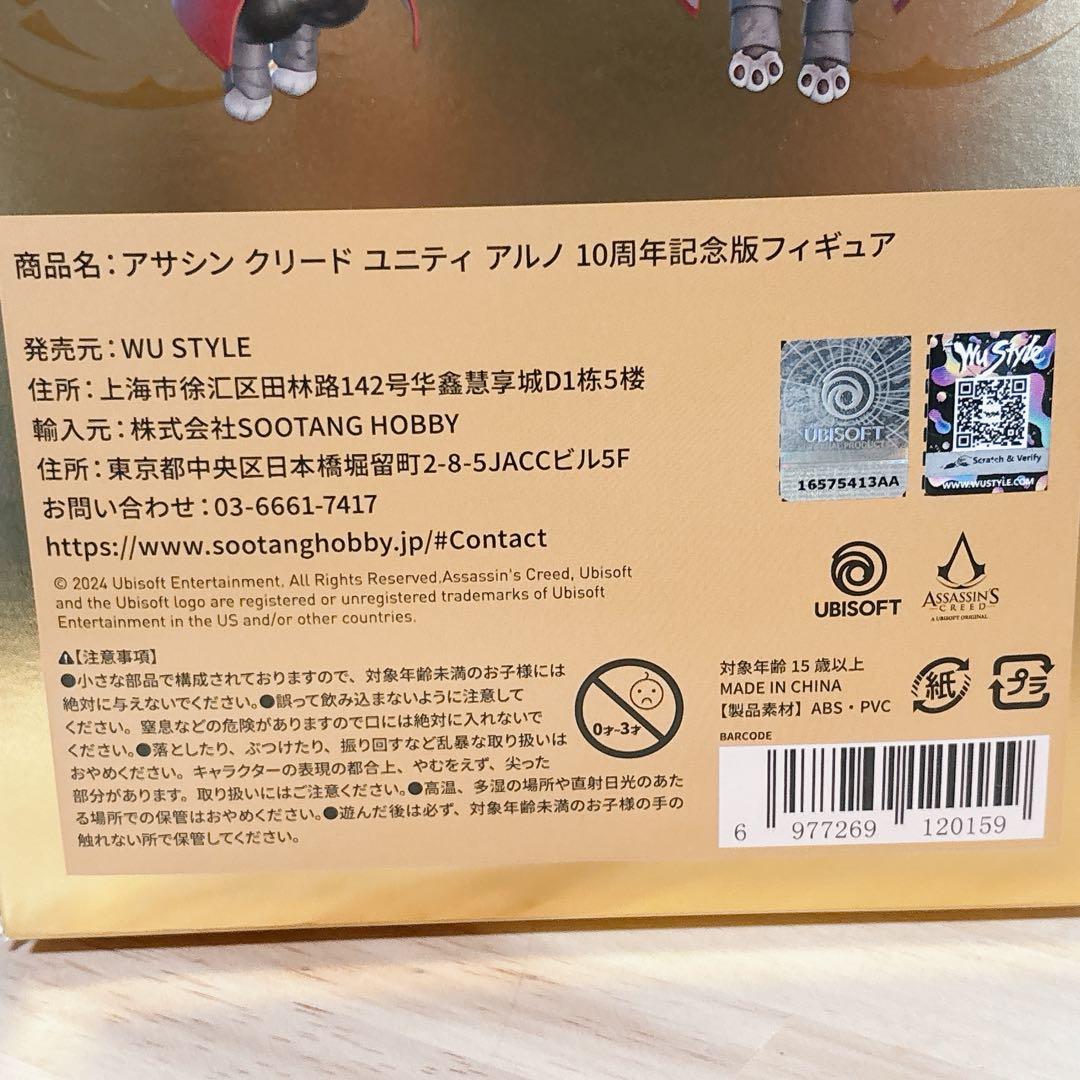 商品名：アサシン クリード ユニティ アルノ 10周年記念版フィギュア
発売元：WU STYLE
住所：上海市徐汇区田林路142号华鑫慧享城D1栋5楼
輸入元：株式会社SOOTANG HOBBY
住所：東京都中央区日本橋堀留町2-8-5JACCビル5F
お問い合わせ：03-6661-7417
https://www.sootanghobby.jp/#Contact
© 2024 Ubisoft Entertainment. All Rights Reserved.Assassin's Creed, Ubisoft
and the Ubisoft logo are registered or unregistered trademarks of Ubisoft
Entertainment in the US and/or other countries.
UBISOFT
16575413AA
Wu Style
Scratch & Verify
WWW.WUSTYLE.COM
UBISOFT
ASSASSIN'S
CREED
A UBISOFT ORIGINAL
⚠【注意事項】
●小さな部品で構成されておりますので、対象年齢未満のお子様には
絶対に与えないでください。●誤って飲み込まないように注意して
ください。窒息などの危険がありますので口には絶対に入れないで
ください。●落としたり、ぶつけたり、振り回すなど乱暴な取り扱いは
おやめください。キャラクターの表現の都合上、やむをえず、尖った
部分があります。取り扱いにはご注意ください。●高温、多湿の場所や直射日光のあた
る場所での保管はおやめください。●遊んだ後は必ず、対象年齢未満のお子様の手の
触れない所で保管してください。
0才~3才
対象年齢 15 歳以上
MADE IN CHINA
【製品素材】ABS・PVC
紙
プラ
BARCODE
6 977269 120159